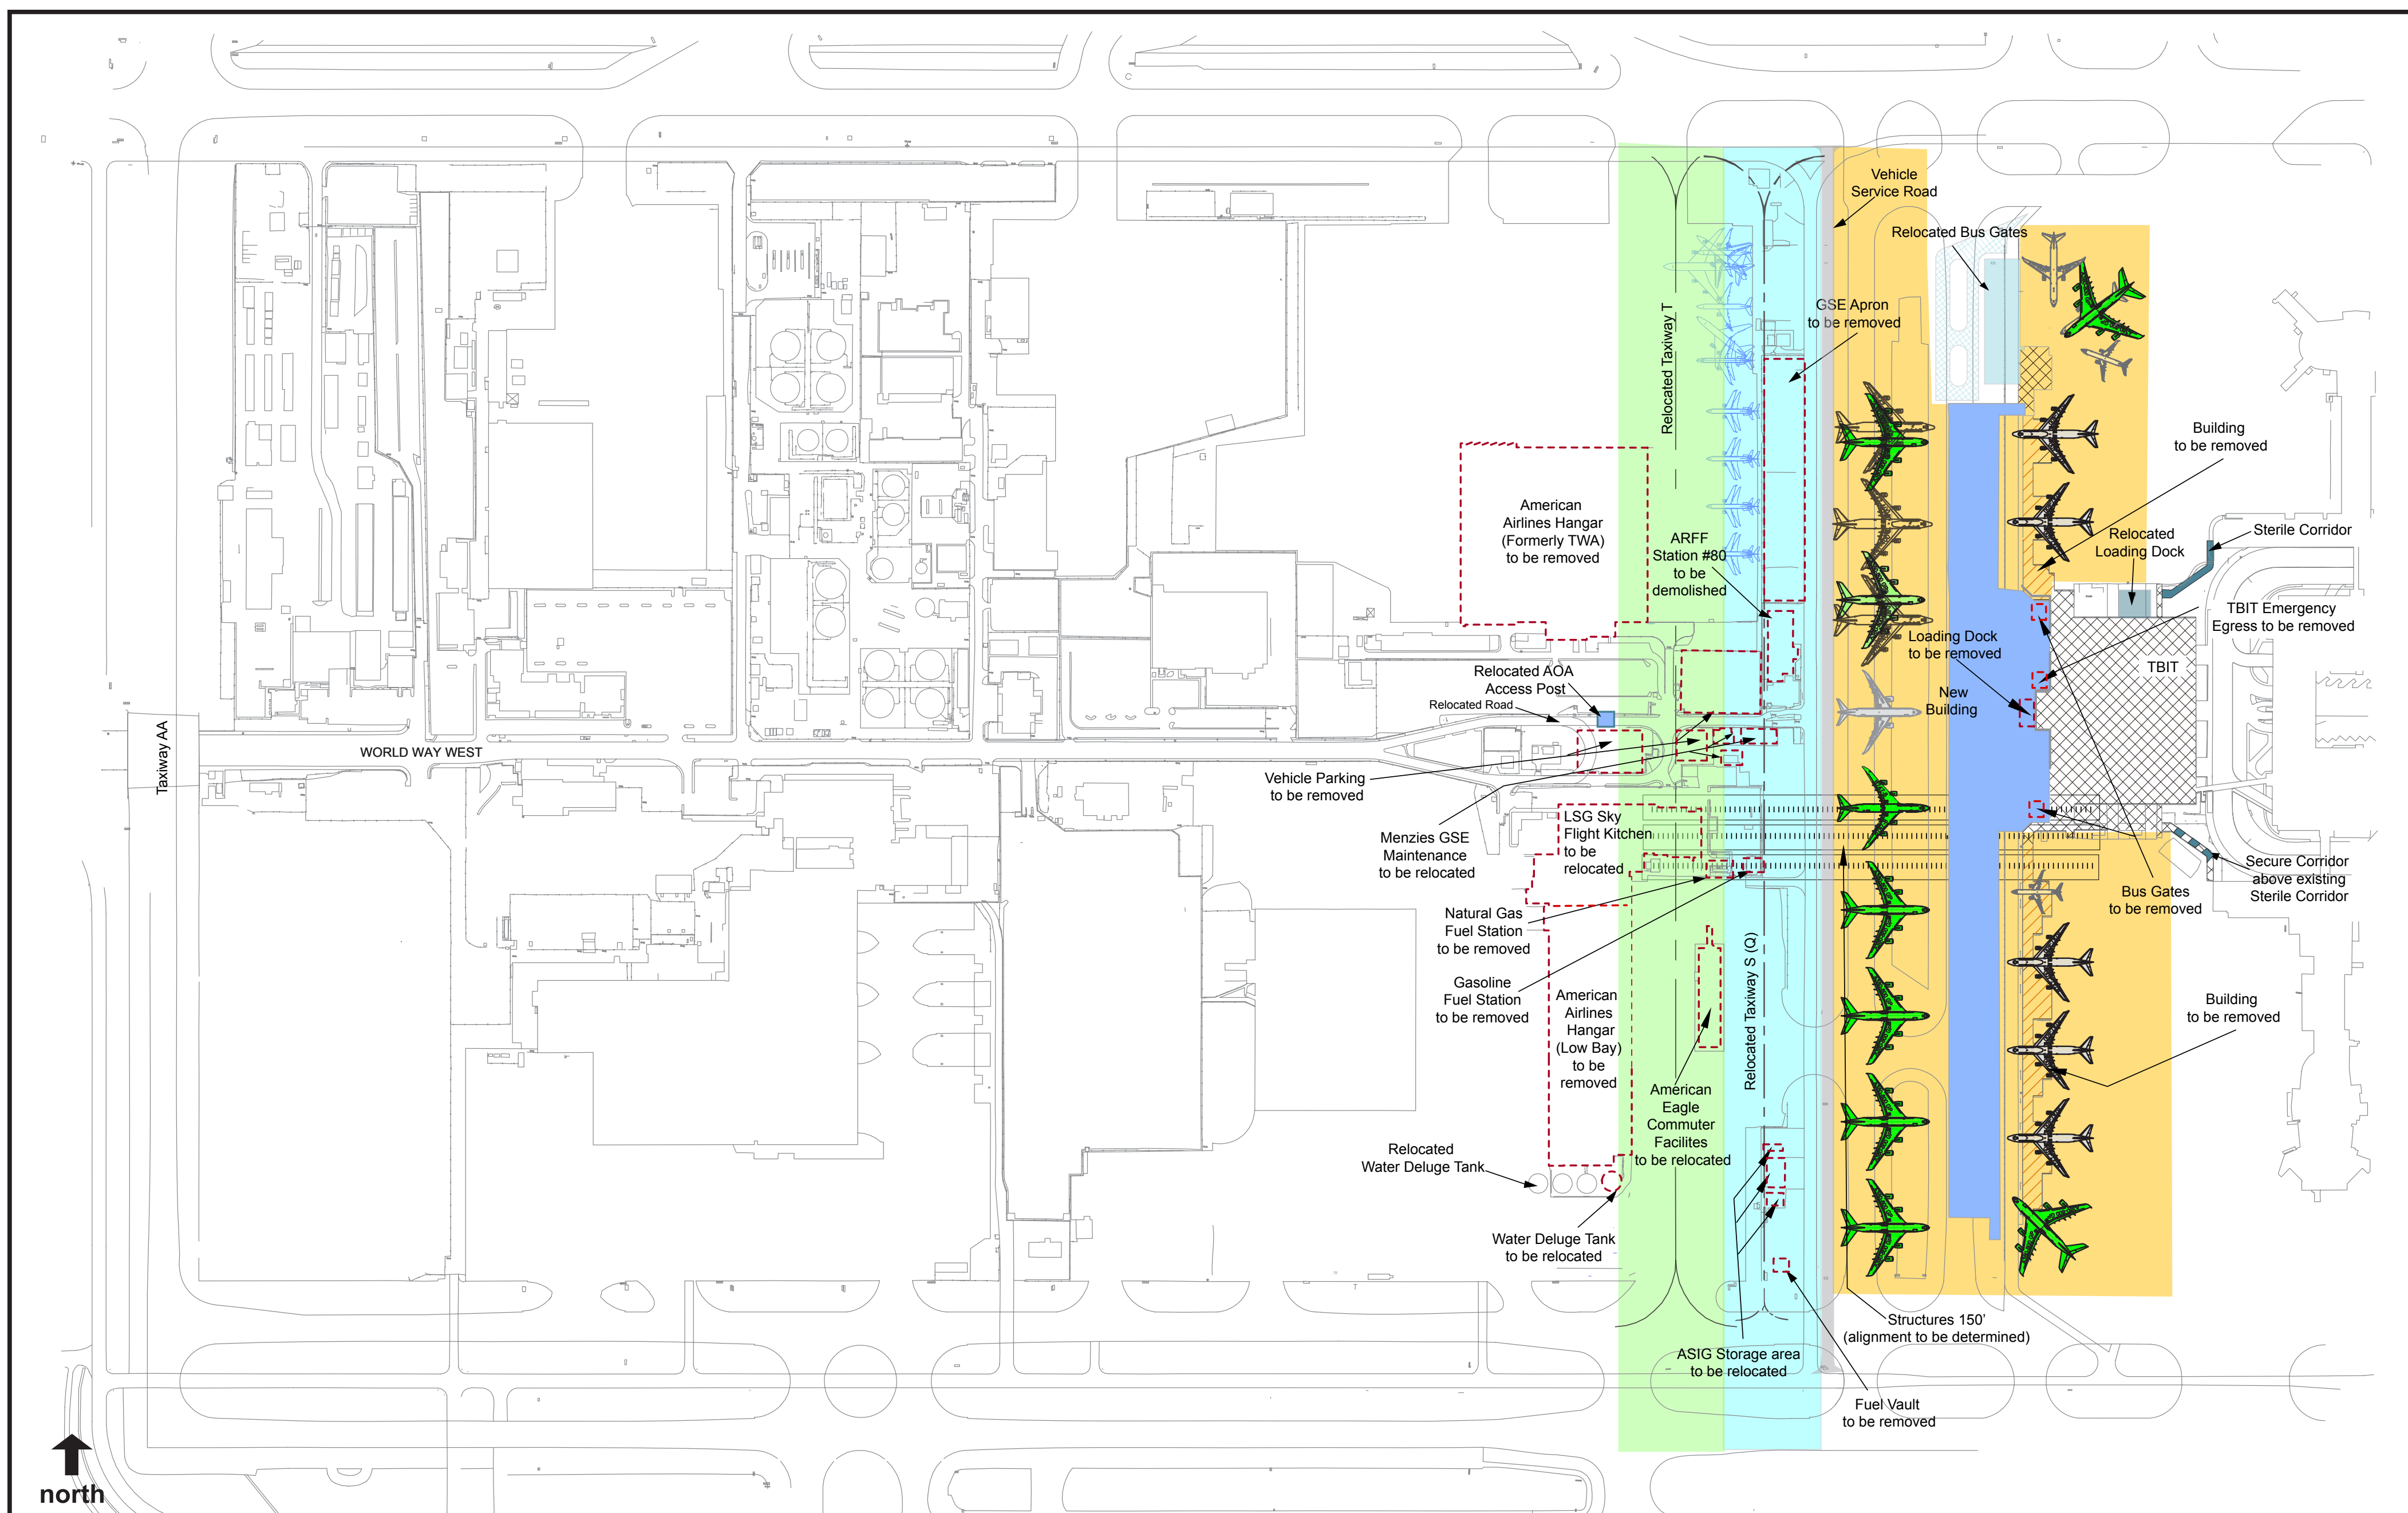 Vehicle
Service Road
Relocated Bus Gates
GSE Apron
to be removed
Relocated Taxiway T
Building
to be removed
American
Airlines Hangar
(Formerly TWA)
to be removed
ARFF
Station #80
to be
demolished
Relocated
Loading Dock
Sterile Corridor
TBIT Emergency
Egress to be removed
Loading Dock
to be removed
TBIT
New
Building
Relocated AOA
Access Post
Relocated Road
Taxiway AA
WORLD WAY WEST
Vehicle Parking
to be removed
Menzies GSE
Maintenance
to be relocated
LSG Sky
Flight Kitchen
to be
relocated
Secure Corridor
above existing
Sterile Corridor
Bus Gates
to be removed
Natural Gas
Fuel Station
to be removed
Gasoline
Fuel Station
to be removed
American
Airlines
Hangar
(Low Bay)
to be
removed
Relocated Taxiway S (Q)
Building
to be removed
American
Eagle
Commuter
Facilites
to be relocated
Relocated
Water Deluge Tank
Water Deluge Tank
to be relocated
Structures 150'
(alignment to be determined)
ASIG Storage area
to be relocated
Fuel Vault
to be removed
north